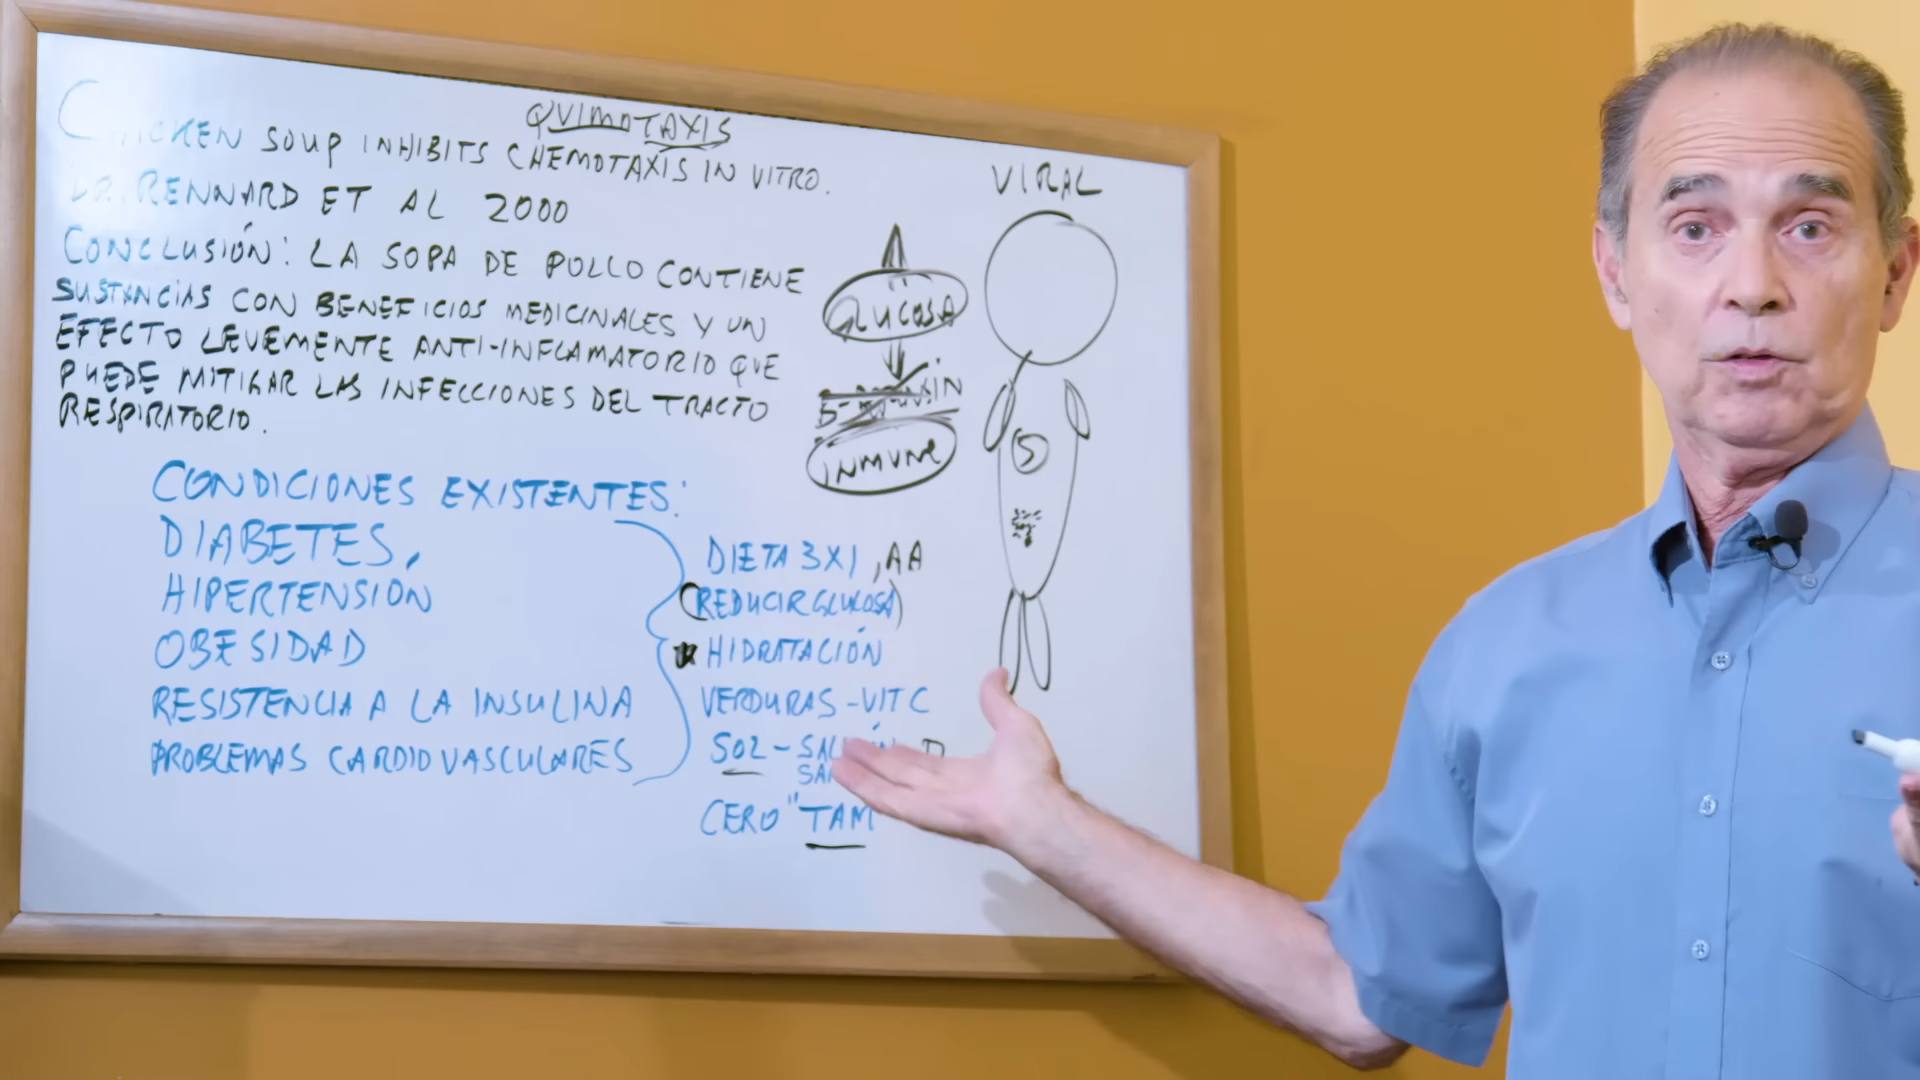 QUIMOTAXIS
CHICKEN SOUP INHIBITS CHEMOTAXIS IN VITRO.
DR. RENNARD ET AL 2000
CONCLUSIÓN: LA SOPA DE POLLO CONTIENE
SUSTANCIAS CON BENEFICIOS MEDICINALES Y UN
EFECTO LEVEMENTE ANTI-INFLAMATORIO QUE
PUEDE MITIGAR LAS INFECCIONES DEL TRACTO
RESPIRATORIO.
VIRAL
GLUCOSA
INMUNE
S
CONDICIONES EXISTENTES:
DIABETES,
HIPERTENSIÓN
OBESIDAD
RESISTENCIA A LA INSULINA
PROBLEMAS CARDIOVASCULARES
DIETA 3X1, AA
(REDUCIR GLUCOSA)
HIDRATACIÓN
VERDURAS - VIT C
SOL - D
CERO "TAM